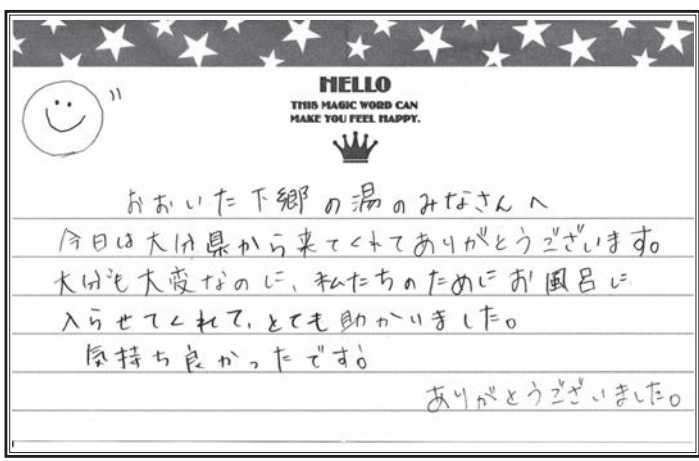 HELLO
THIS MAGIC WORD CAN
MAKE YOU FEEL HAPPY.
おおいた下郷の湯のみなさんへ
今日は大分県から来てくれてありがとうございます。
大分も大変なのに、私たちのためにお風呂に
入らせてくれて、とても助かいました。
気持ち良かったです。
ありがとうございました。